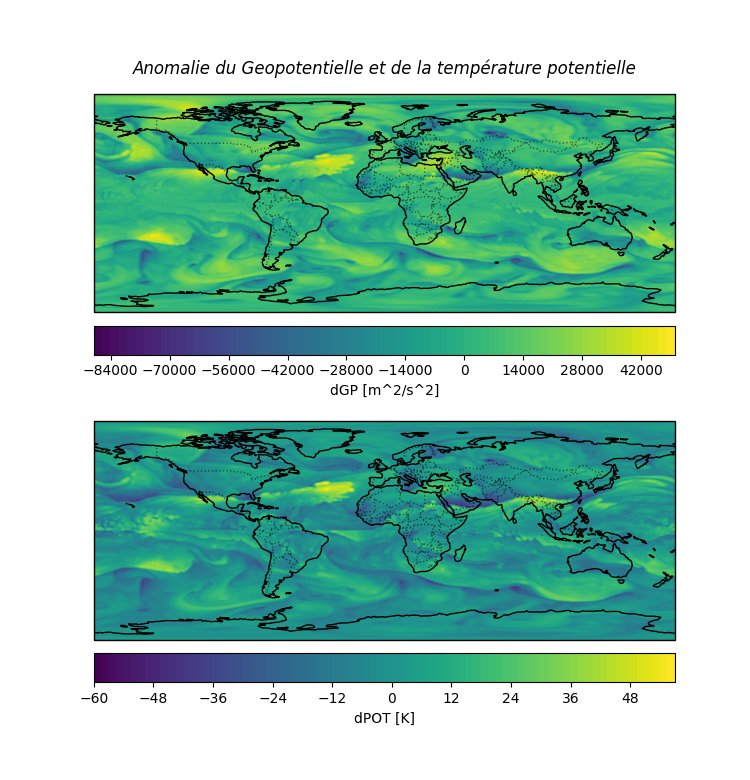 Anomalie du Geopotentielle et de la température potentielle
−84000 −70000 −56000 −42000 −28000 −14000 0 14000 28000 42000
dGP [m^2/s^2]
−60 −48 −36 −24 −12 0 12 24 36 48
dPOT [K]